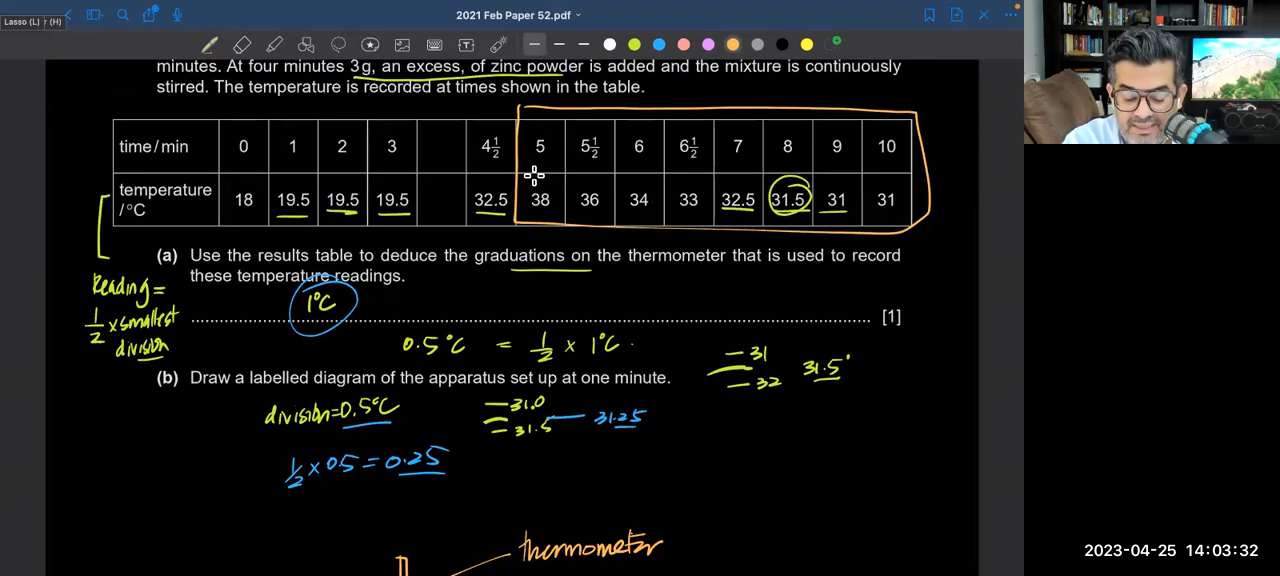 2021 Feb Paper 52.pdf
Lasso (L)
(H)
minutes. At four minutes 3g, an excess, of zinc powder is added and the mixture is continuously
stirred. The temperature is recorded at times shown in the table.
time/min 0 1 2 3 4½ 5 5½ 6 6½ 7 8 9 10
temperature /°C 18 19.5 19.5 19.5 32.5 38 36 34 33 32.5 31.5 31 31
(a) Use the results table to deduce the graduations on the thermometer that is used to record
these temperature readings.
Reading =
½ × smallest
division
1°C
[1]
0.5°C = ½ × 1°C.
31
32
31.5°
(b) Draw a labelled diagram of the apparatus set up at one minute.
division = 0.5°C
31.0
31.5
31.25
½ × 0.5 = 0.25
thermometer
2023-04-25 14:03:32